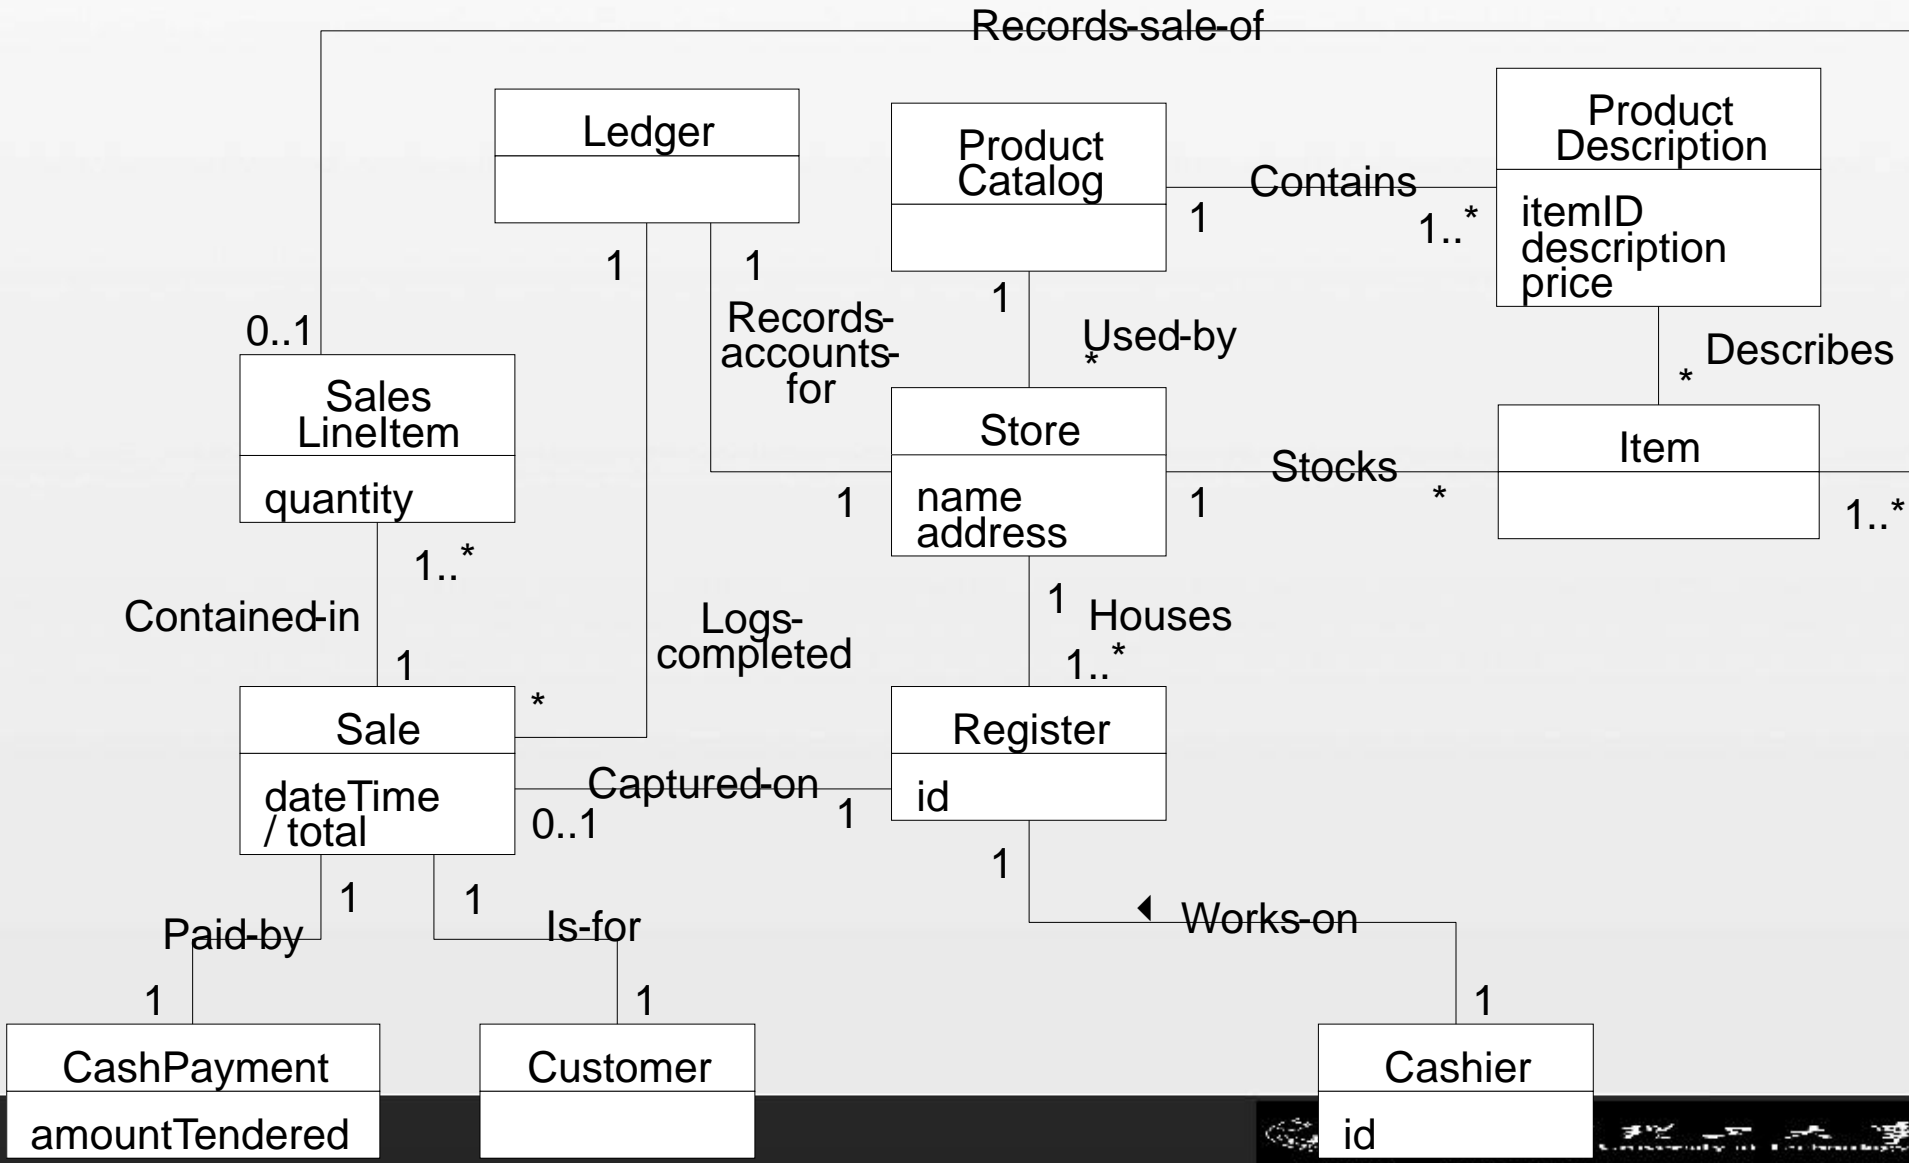 Records-sale-of
Ledger
Product
Catalog
Product
Description
itemID
description
price
Contains
1
1..*
1
1
Records-
accounts-
for
1
Used-by
*
Describes
*
0..1
Sales
LineItem
quantity
Store
name
address
Stocks
1
1
*
Item
1..*
1..*
Contained-in
1
Logs-
completed
*
1
Houses
1..*
Sale
dateTime
/ total
Captured-on
0..1
1
Register
id
1
1
1
Paid-by
Is-for
Works-on
1
1
1
CashPayment
amountTendered
Customer
Cashier
id